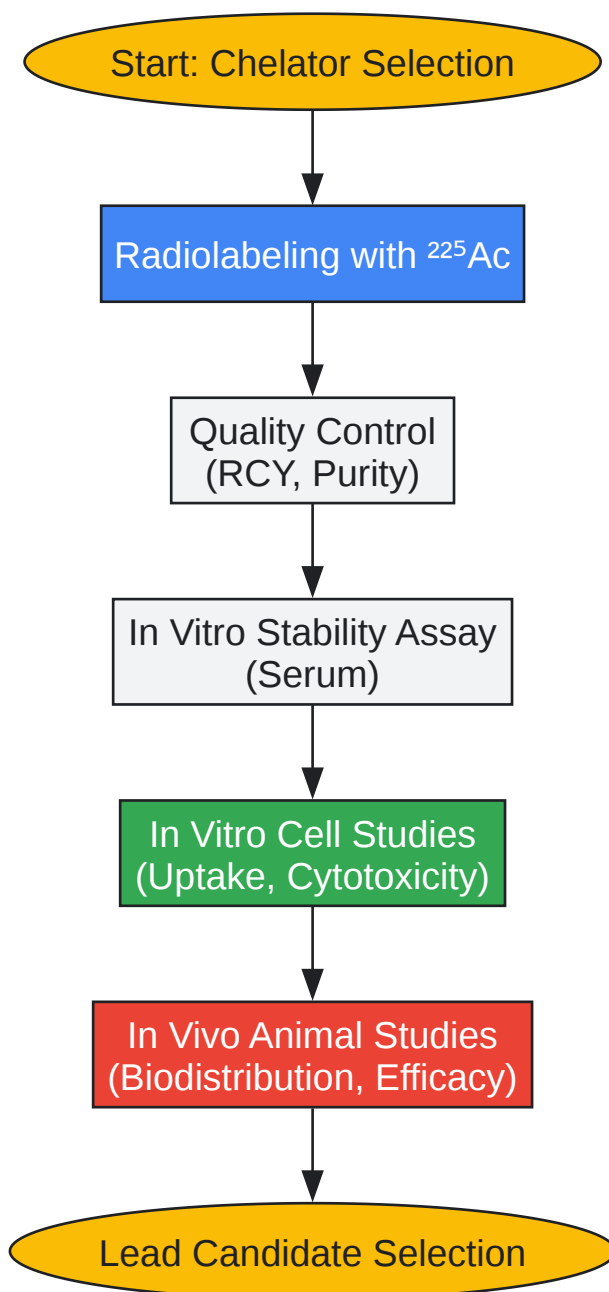 Start: Chelator Selection
Radiolabeling with ²²⁵Ac
Quality Control
(RCY, Purity)
In Vitro Stability Assay
(Serum)
In Vitro Cell Studies
(Uptake, Cytotoxicity)
In Vivo Animal Studies
(Biodistribution, Efficacy)
Lead Candidate Selection